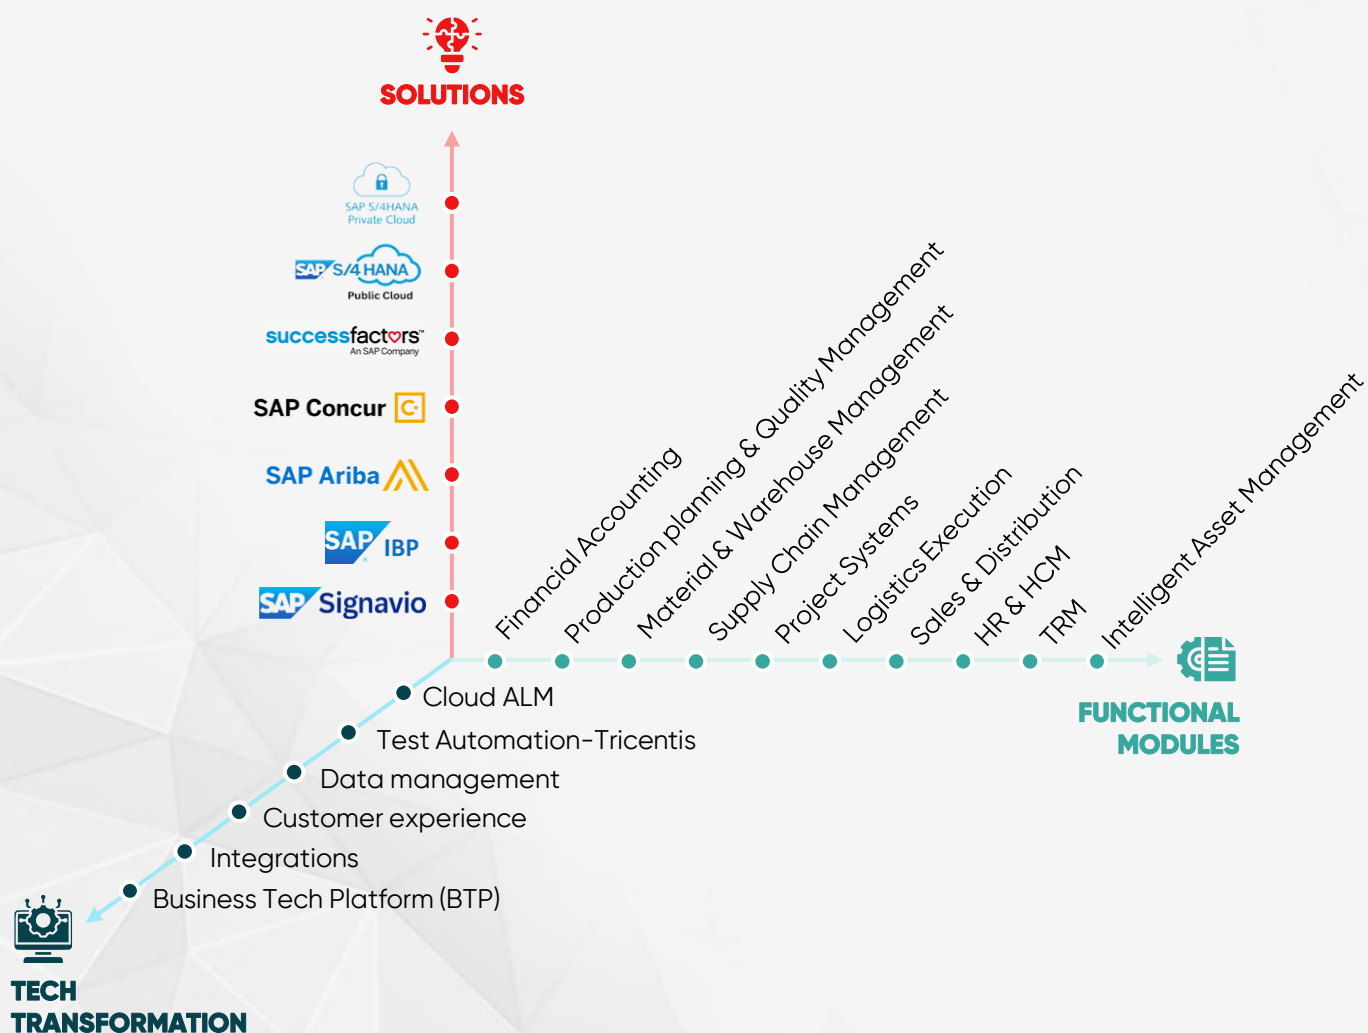 SOLUTIONS
SAP S/4HANA
Private Cloud
SAP S/4 HANA
Public Cloud
successfactors™
An SAP Company
SAP Concur C.
SAP Ariba
SAP IBP
SAP Signavio
Financial Accounting
Production planning & Quality Management
Material & Warehouse Management
Supply Chain Management
Project Systems
Logistics Execution
Sales & Distribution
HR & HCM
TRM
Intelligent Asset Management
FUNCTIONAL
MODULES
Cloud ALM
Test Automation-Tricentis
Data management
Customer experience
Integrations
Business Tech Platform (BTP)
TECH
TRANSFORMATION